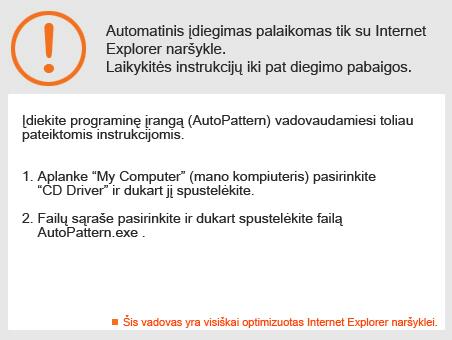 Automatinis įdiegimas palaikomas tik su Internet
Explorer naršykle.
Laikykitės instrukcijų iki pat diegimo pabaigos.
Įdiekite programinę įrangą (AutoPattern) vadovaudamiesi toliau
pateiktomis instrukcijomis.
1. Aplanke “My Computer” (mano kompiuteris) pasirinkite
“CD Driver” ir dukart jį spustelėkite.
2. Failų sąraše pasirinkite ir dukart spustelėkite failą
AutoPattern.exe .
Šis vadovas yra visiškai optimizuotas Internet Explorer naršyklei.